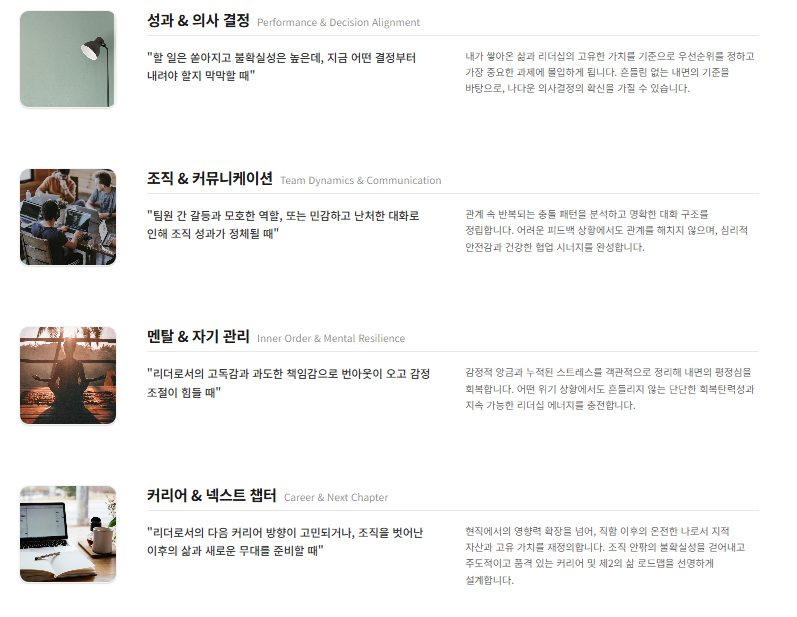 성과 & 의사 결정 Performance & Decision Alignment
"할 일은 쏟아지고 불확실성은 높은데, 지금 어떤 결정부터
내려야 할지 막막할 때"
내가 쌓아온 삶과 리더십의 고유한 가치를 기준으로 우선순위를 정하고
가장 중요한 과제에 몰입하게 됩니다. 흔들림 없는 내면의 기준을
바탕으로, 나다운 의사결정의 확신을 가질 수 있습니다.
조직 & 커뮤니케이션 Team Dynamics & Communication
"팀원 간 갈등과 모호한 역할, 또는 민감하고 난처한 대화로
인해 조직 성과가 정체될 때"
관계 속 반복되는 충돌 패턴을 분석하고 명확한 대화 구조를
정립합니다. 어려운 피드백 상황에서도 관계를 해치지 않으며, 심리적
안전감과 건강한 협업 시너지를 완성합니다.
멘탈 & 자기 관리 Inner Order & Mental Resilience
"리더로서의 고독감과 과도한 책임감으로 번아웃이 오고 감정
조절이 힘들 때"
감정적 앙금과 누적된 스트레스를 객관적으로 정리해 내면의 평정심을
회복합니다. 어떤 위기 상황에서도 흔들리지 않는 단단한 회복탄력성과
지속 가능한 리더십 에너지를 충전합니다.
커리어 & 넥스트 챕터 Career & Next Chapter
"리더로서의 다음 커리어 방향이 고민되거나, 조직을 벗어난
이후의 삶과 새로운 무대를 준비할 때"
현직에서의 영향력 확장을 넘어, 직함 이후의 온전한 나로서 지적
자산과 고유 가치를 재정의합니다. 조직 안팎의 불확실성을 걷어내고
주도적이고 품격 있는 커리어 및 제2의 삶 로드맵을 선명하게
설계합니다.